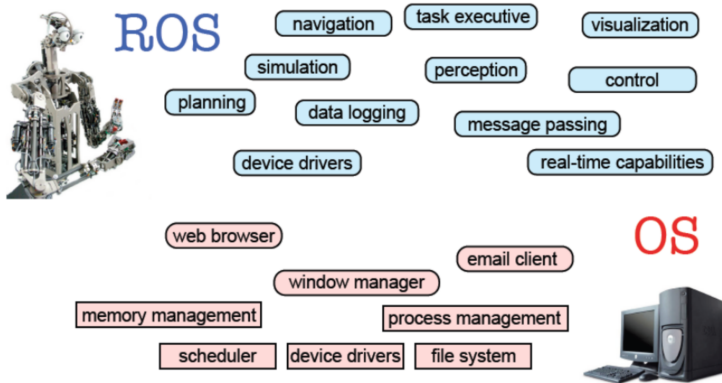 ROS
navigation
task executive
visualization
simulation
perception
control
planning
data logging
message passing
device drivers
real-time capabilities
web browser
OS
email client
window manager
memory management
process management
scheduler
device drivers
file system